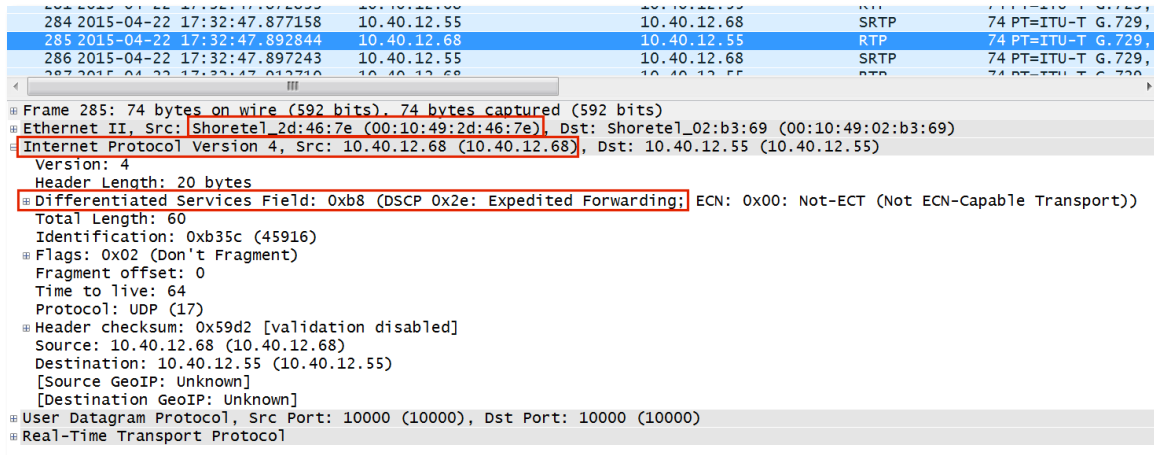 284 2015-04-22 17:32:47.877158 10.40.12.55 10.40.12.68 SRTP 74 PT=ITU-T G.729,
285 2015-04-22 17:32:47.892844 10.40.12.68 10.40.12.55 RTP 74 PT=ITU-T G.729,
286 2015-04-22 17:32:47.897243 10.40.12.55 10.40.12.68 SRTP 74 PT=ITU-T G.729,
Frame 285: 74 bytes on wire (592 bits), 74 bytes captured (592 bits)
Ethernet II, Src: Shoretel_2d:46:7e (00:10:49:2d:46:7e), Dst: Shoretel_02:b3:69 (00:10:49:02:b3:69)
Internet Protocol Version 4, Src: 10.40.12.68 (10.40.12.68), Dst: 10.40.12.55 (10.40.12.55)
Version: 4
Header Length: 20 bytes
Differentiated Services Field: 0xb8 (DSCP 0x2e: Expedited Forwarding; ECN: 0x00: Not-ECT (Not ECN-Capable Transport))
Total Length: 60
Identification: 0xb35c (45916)
Flags: 0x02 (Don't Fragment)
Fragment offset: 0
Time to live: 64
Protocol: UDP (17)
Header checksum: 0x59d2 [validation disabled]
Source: 10.40.12.68 (10.40.12.68)
Destination: 10.40.12.55 (10.40.12.55)
[Source GeoIP: Unknown]
[Destination GeoIP: Unknown]
User Datagram Protocol, Src Port: 10000 (10000), Dst Port: 10000 (10000)
Real-Time Transport Protocol